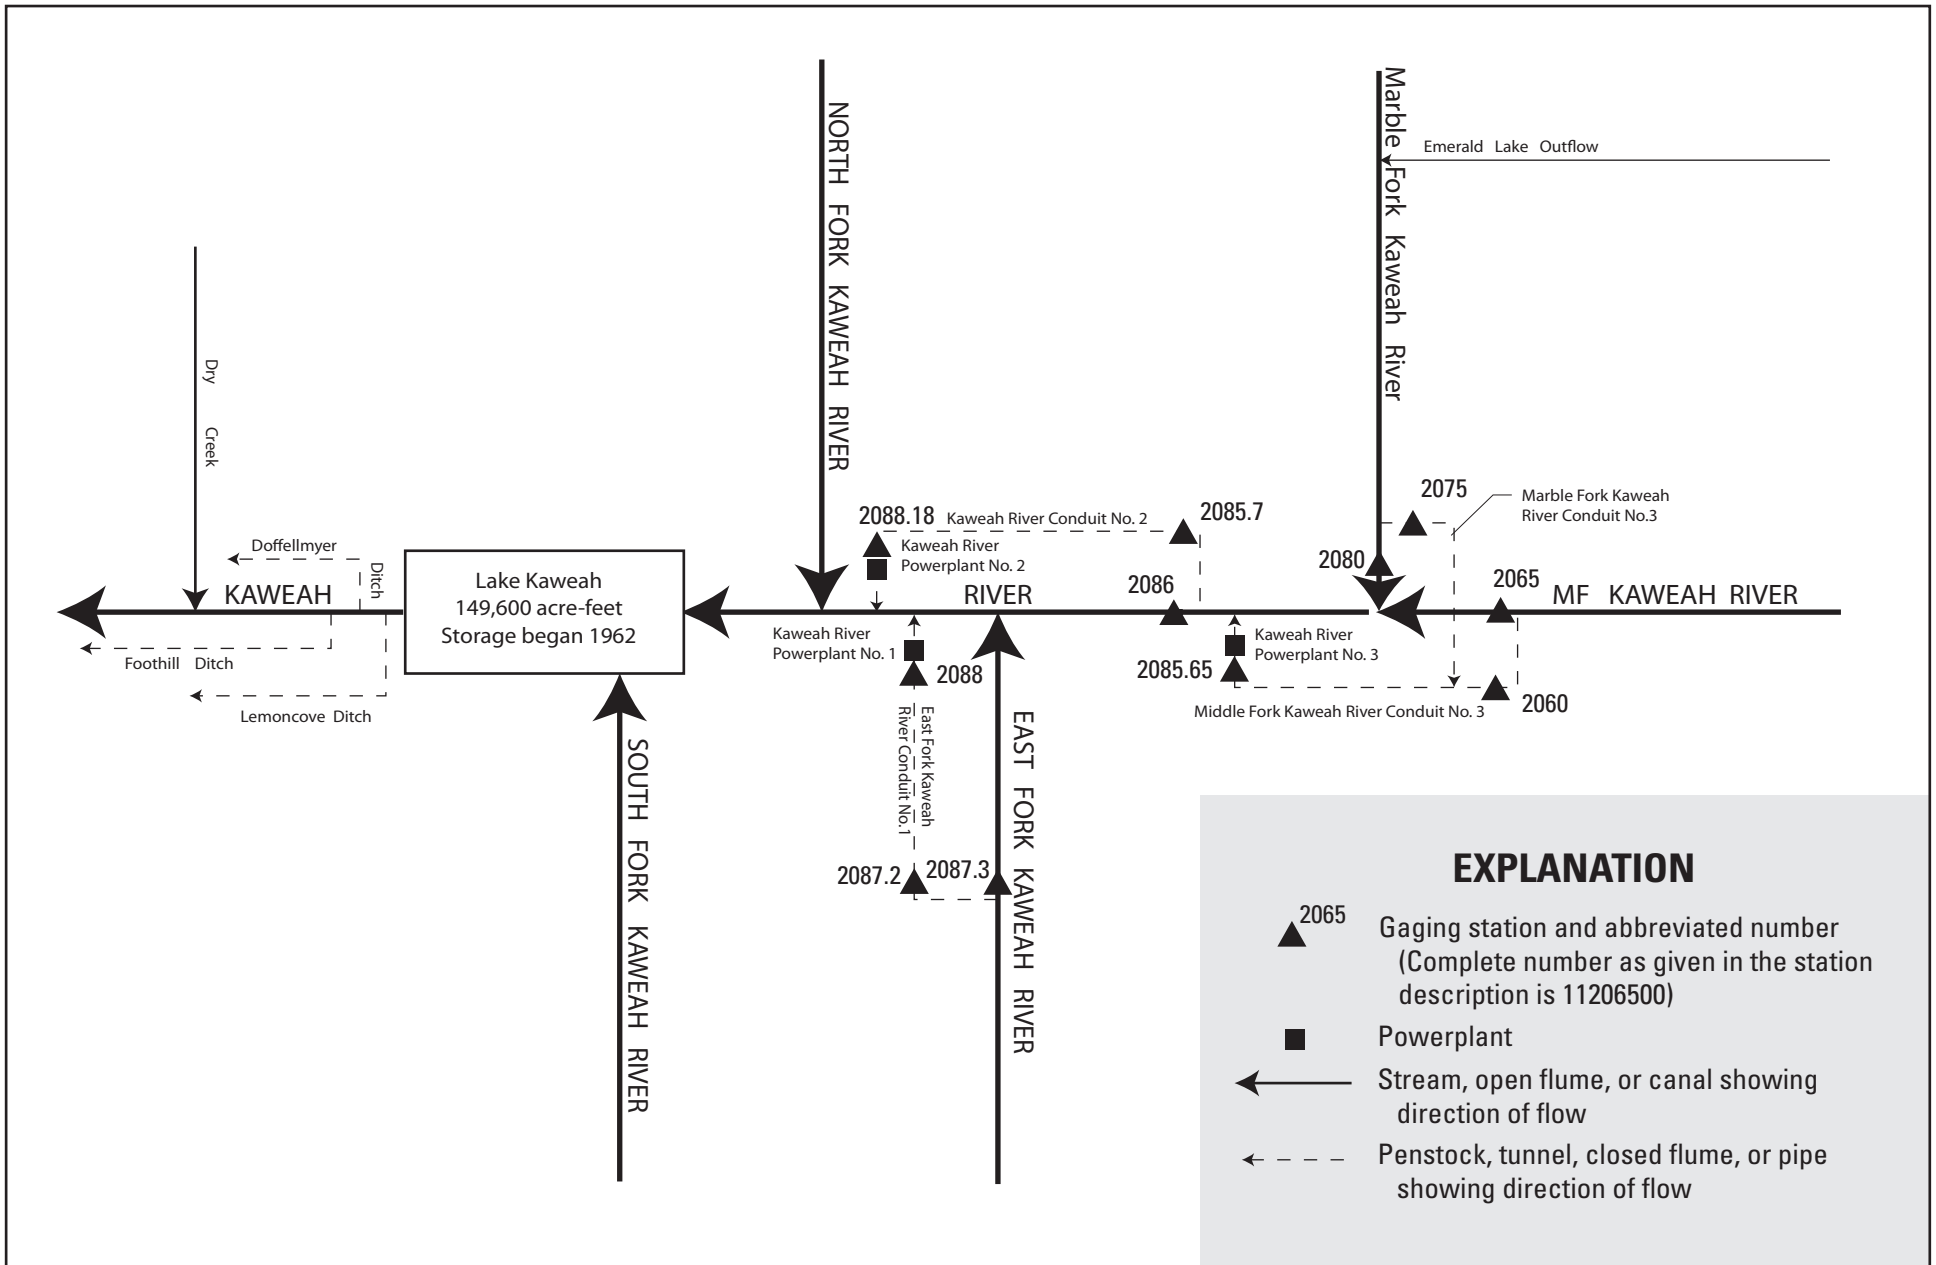 Marble Fork Kaweah River
Emerald Lake Outflow
NORTH FORK KAWEAH RIVER
Dry Creek
2075
Marble Fork Kaweah
River Conduit No.3
2088.18
Kaweah River Conduit No. 2
2085.7
Kaweah River
Powerplant No. 2
2080
Doffellmyer
Ditch
Lake Kaweah
149,600 acre-feet
Storage began 1962
KAWEAH
RIVER
2086
2065
MF KAWEAH RIVER
Kaweah River
Powerplant No. 1
Kaweah River
Powerplant No. 3
Foothill Ditch
2088
2085.65
2060
Lemoncove Ditch
Middle Fork Kaweah River Conduit No. 3
East Fork Kaweah
River Conduit No.1
SOUTH FORK KAWEAH RIVER
EAST FORK KAWEAH RIVER
2087.2
2087.3
EXPLANATION
2065
Gaging station and abbreviated number
(Complete number as given in the station
description is 11206500)
Powerplant
Stream, open flume, or canal showing
direction of flow
Penstock, tunnel, closed flume, or pipe
showing direction of flow